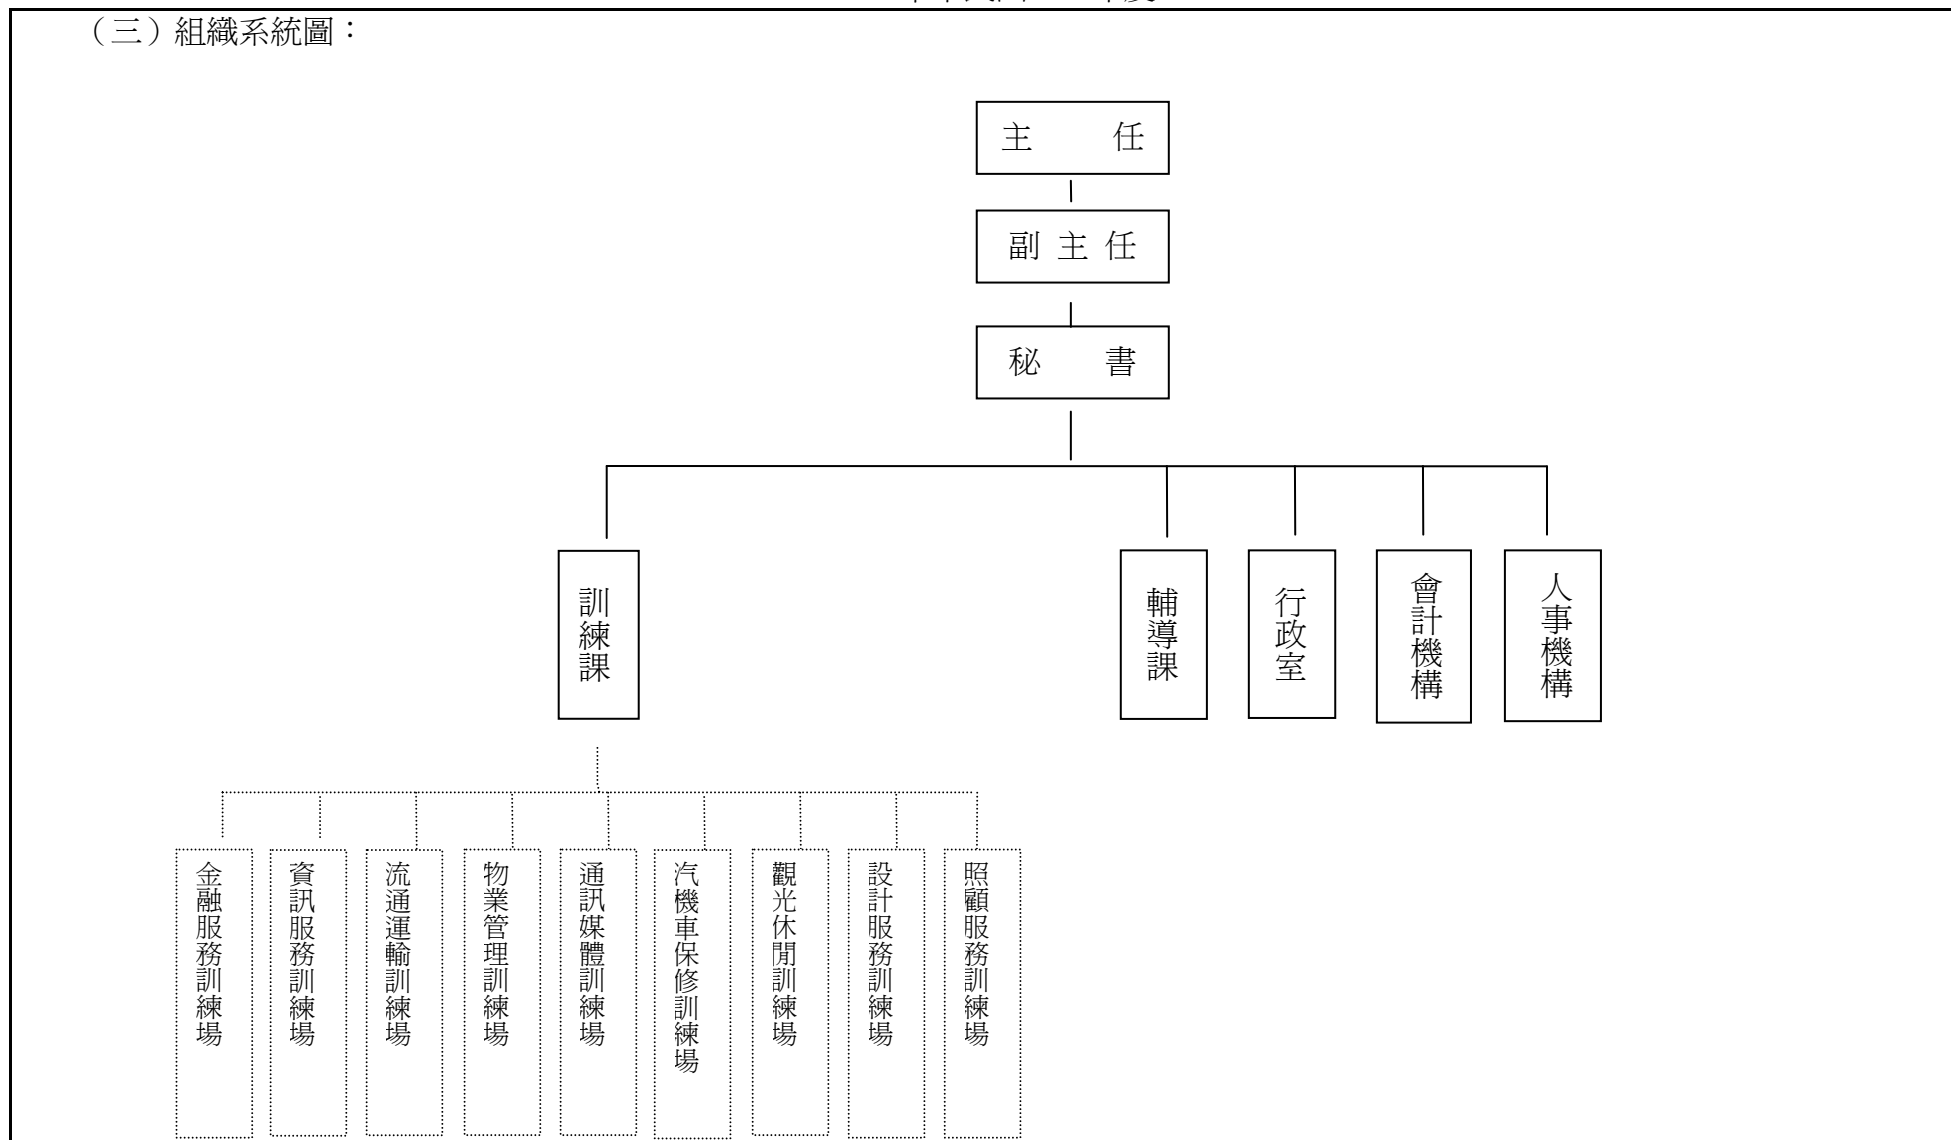 （三）組織系統圖：
主 任
副 主 任
秘 書
訓練課
輔導課
行政室
會計機構
人事機構
金融服務訓練場
資訊服務訓練場
流通運輸訓練場
物業管理訓練場
通訊媒體訓練場
汽機車保修訓練場
觀光休閒訓練場
設計服務訓練場
照顧服務訓練場